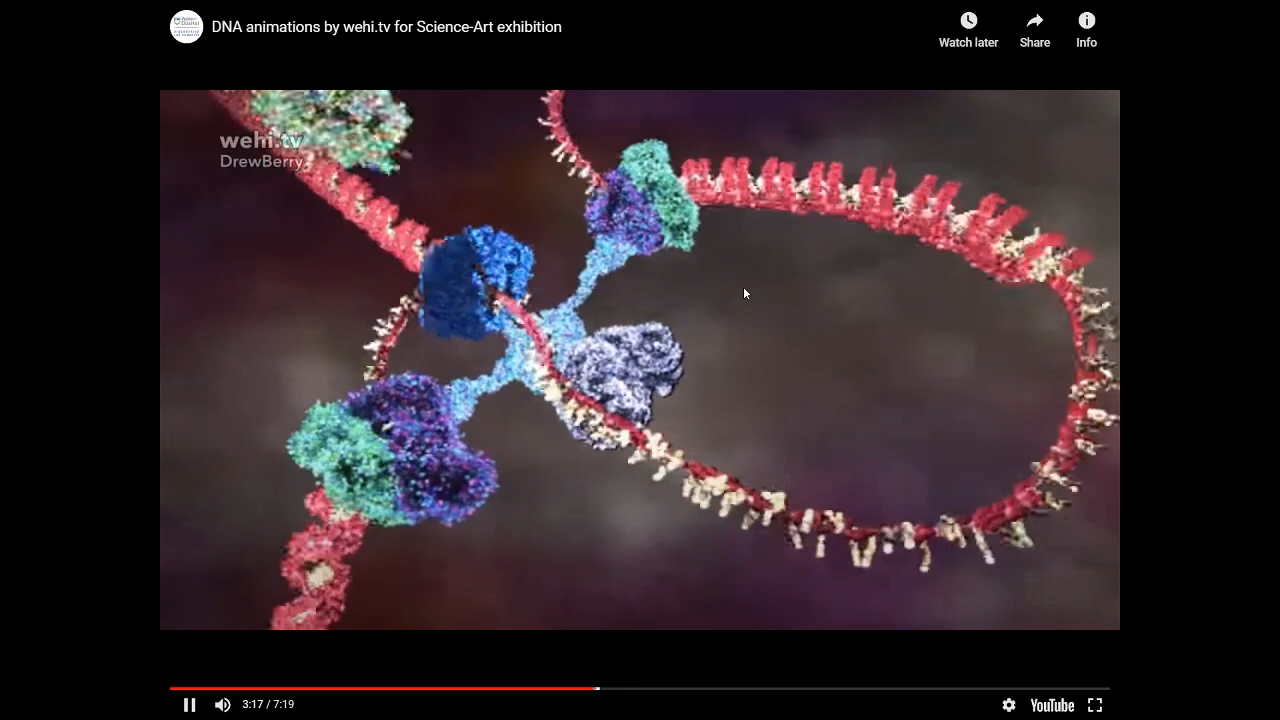 DNA animations by wehi.tv for Science-Art exhibition
Watch later
Share
Info
wehi.tv
DrewBerry
3:17 / 7:19
YouTube